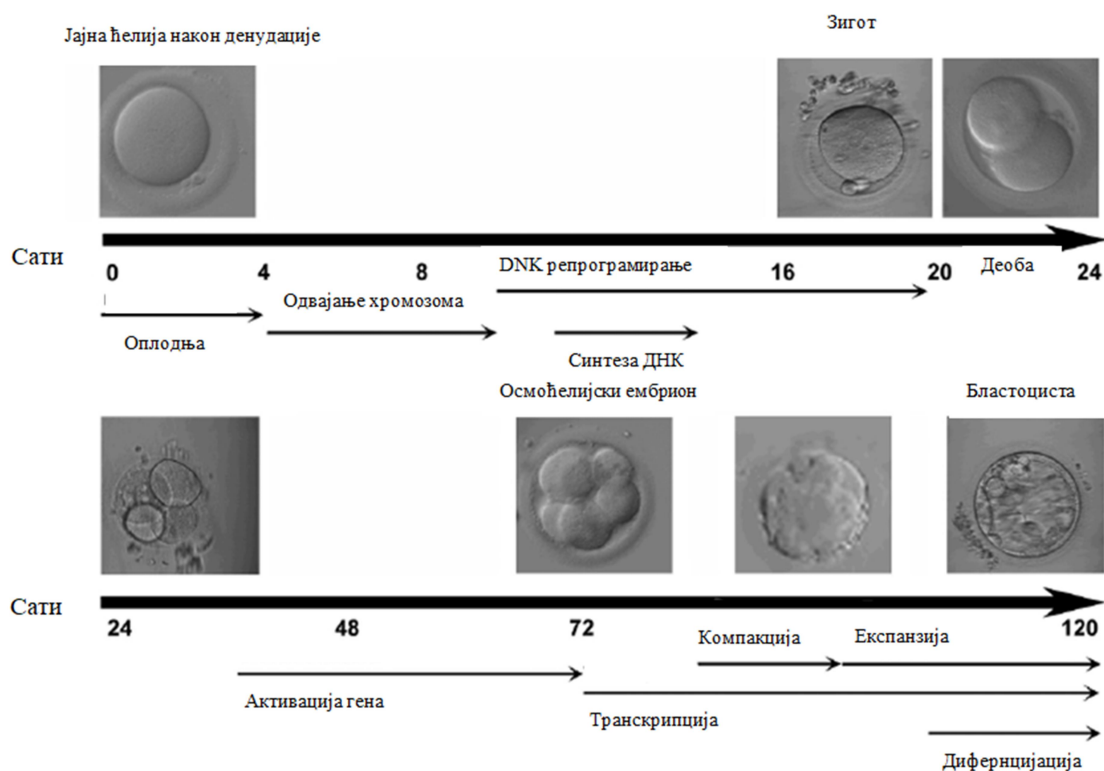 Јајна ћелија након денудације
Зигот
Сати
0 4 8 16 20 24
DNK репрограмирање
Деоба
Одвајање хромозома
Оплодња
Синтеза ДНК
Осмоћелијски ембрион
Бластоциста
Сати
24 48 72 120
Компакција
Експанзија
Активација гена
Транскрипција
Дифернцијација